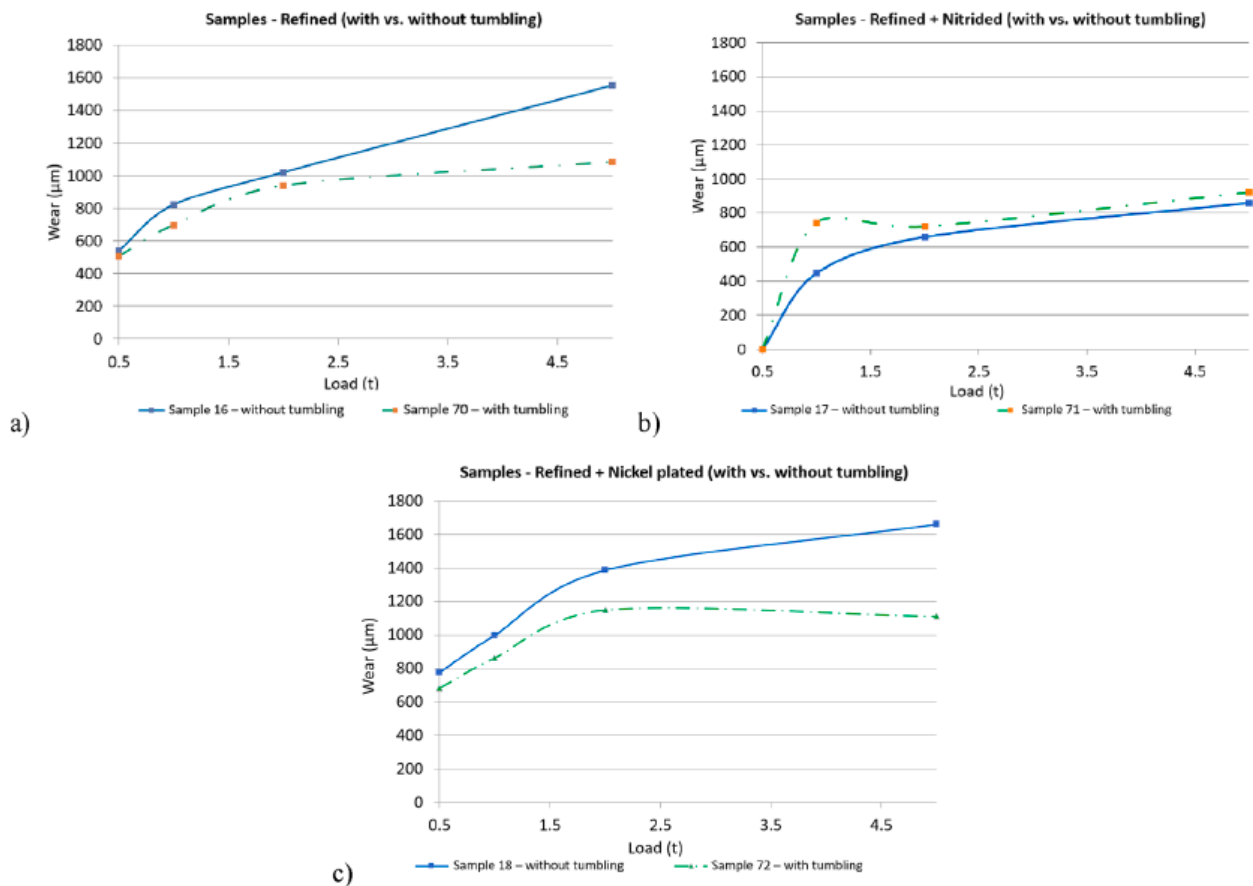 Samples - Refined (with vs. without tumbling)
1800
1600
1400
1200
1000
800
600
400
200
0
Wear (μm)
0.5 1.5 2.5 3.5 4.5
Load (t)
Sample 16 – without tumbling Sample 70 – with tumbling
a)
Samples - Refined + Nitrided (with vs. without tumbling)
1800
1600
1400
1200
1000
800
600
400
200
0
Wear (μm)
0.5 1.5 2.5 3.5 4.5
Load (t)
Sample 17 – without tumbling Sample 71 – with tumbling
b)
Samples - Refined + Nickel plated (with vs. without tumbling)
1800
1600
1400
1200
1000
800
600
400
200
0
Wear (μm)
0.5 1.5 2.5 3.5 4.5
Load (t)
Sample 18 – without tumbling Sample 72 – with tumbling
c)